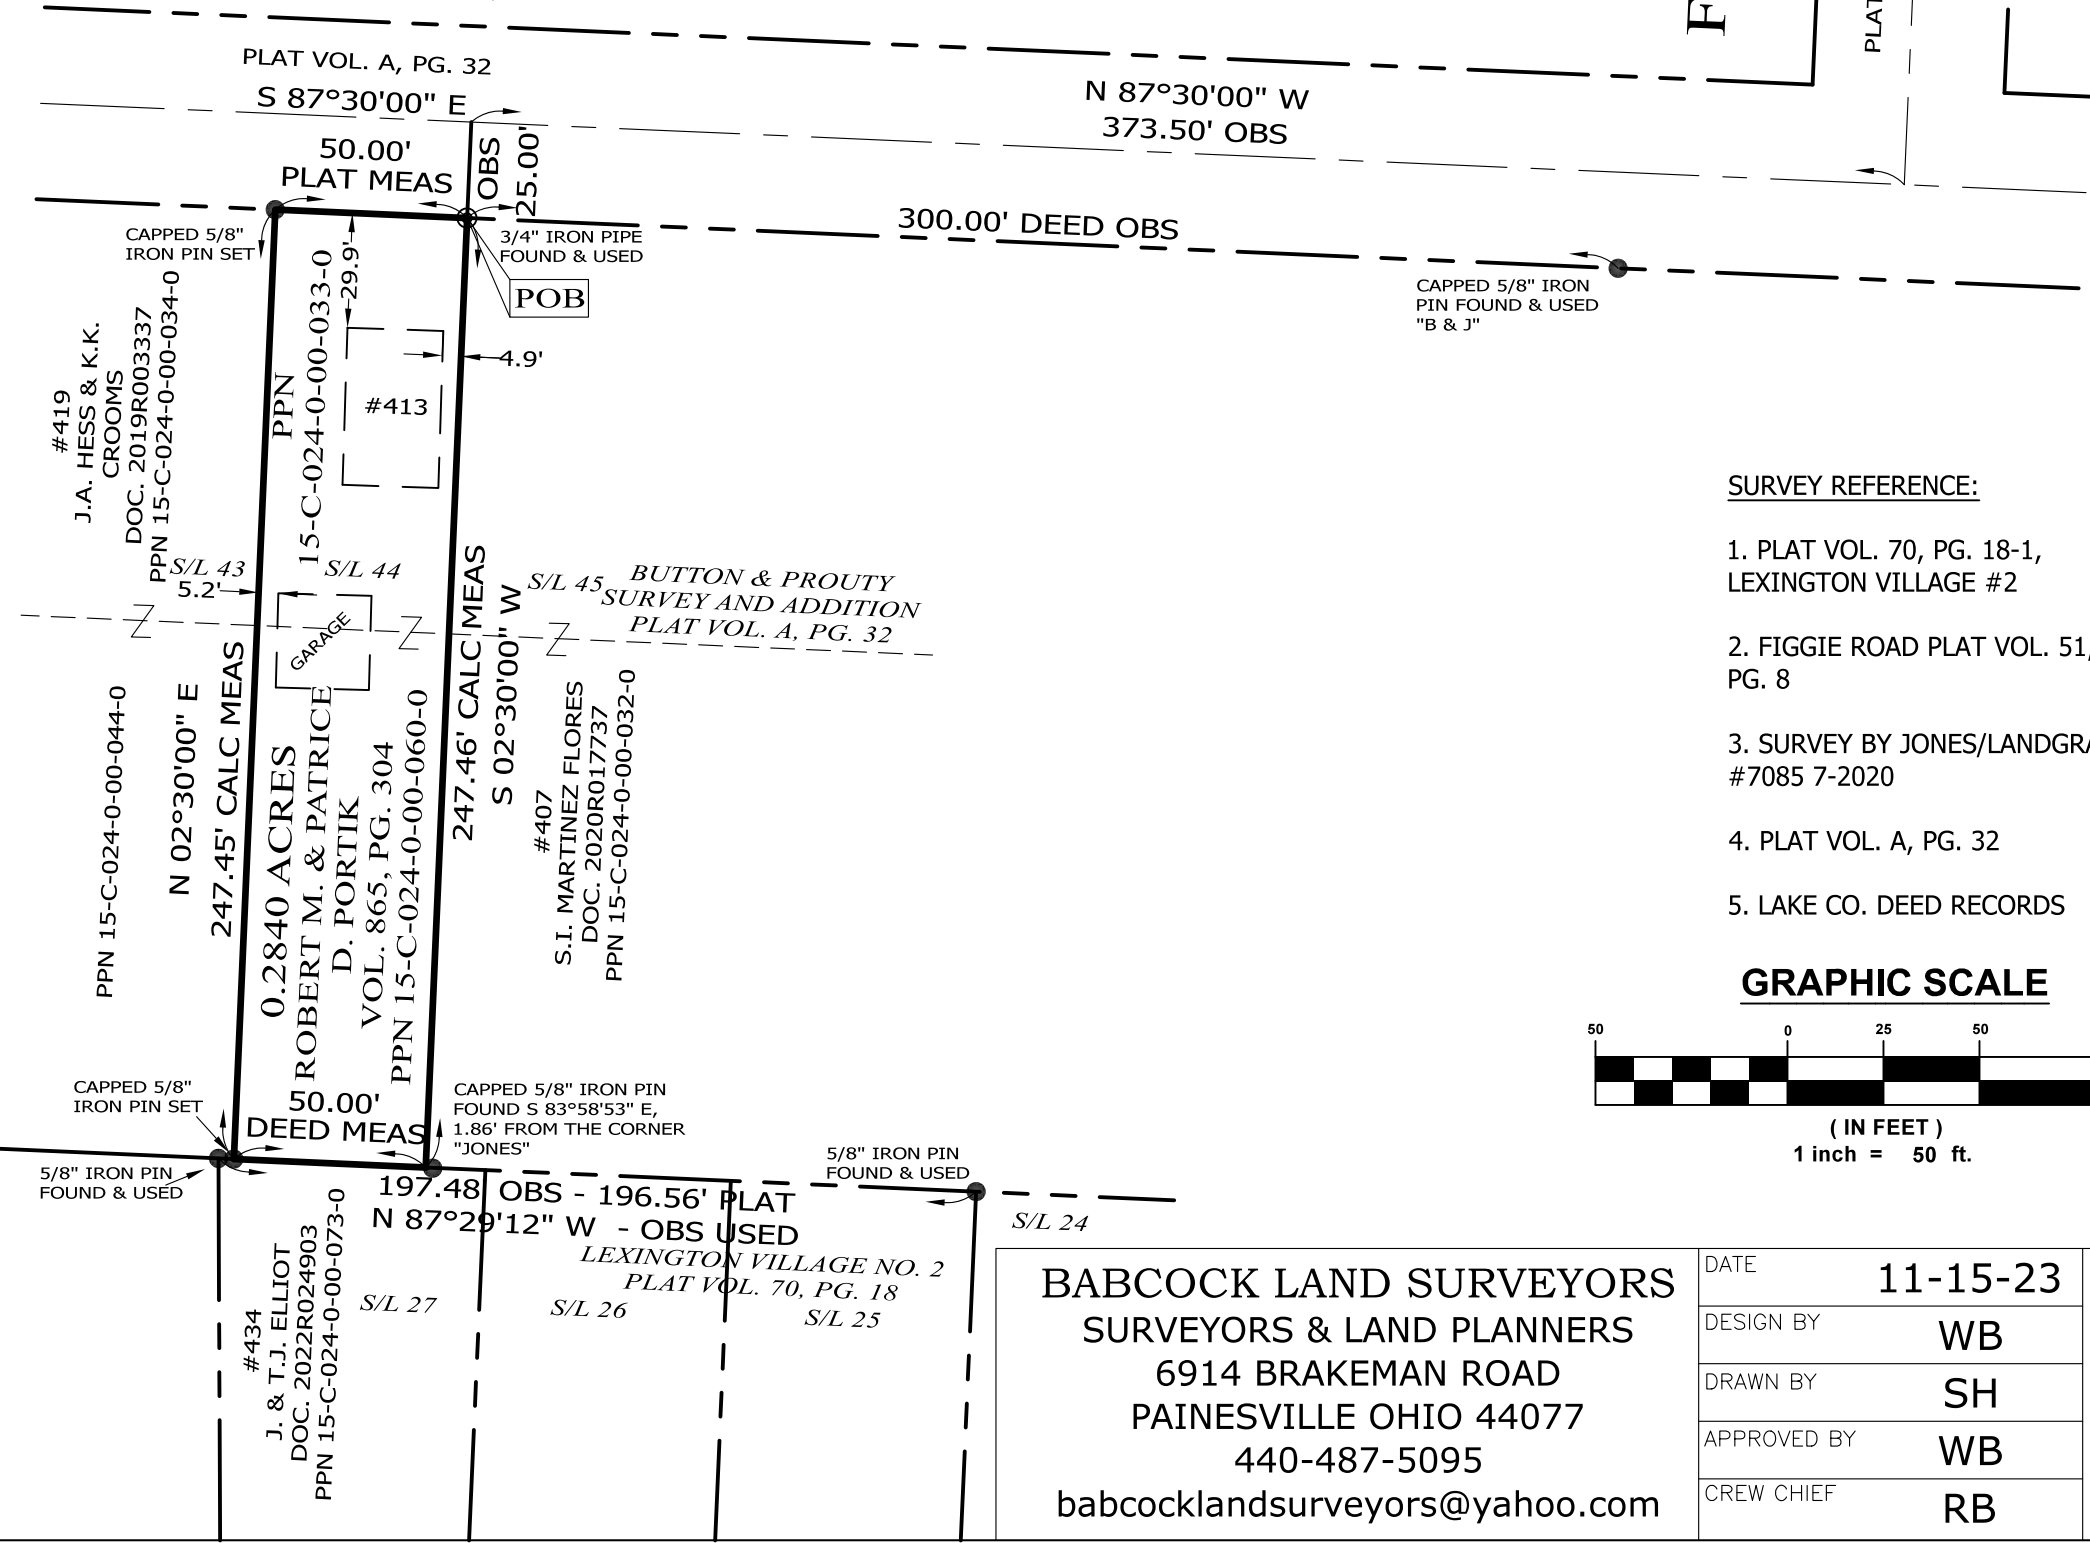 PLAT VOL. A, PG. 32
S 87°30'00" E
50.00'
PLAT MEAS
OBS
25.00'
N 87°30'00" W
373.50' OBS
F
PLAT
300.00' DEED OBS
CAPPED 5/8"
IRON PIN SET
3/4" IRON PIPE
FOUND & USED
POB
CAPPED 5/8" IRON
PIN FOUND & USED
"B & J"
29.9'
4.9'
#413
PPN
15-C-024-0-000-033-0
#419
J.A. HESS & K.K.
CROOMS
DOC. 2019R003337
PPN 15-C-024-0-00-034-0
S/L 43
5.2'
S/L 44
S/L 45
BUTTON & PROUTY
SURVEY AND ADDITION
PLAT VOL. A, PG. 32
GARAGE
247.46' CALC MEAS
S 02°30'00" W
PPN 15-C-024-0-00-044-0
N 02°30'00" E
247.45' CALC MEAS
0.2840 ACRES
ROBERT M. & PATRICE
D. PORTIK
VOL. 865, PG. 304
PPN 15-C-024-0-00-060-0
#407
S.I. MARTINEZ FLORES
DOC. 2020R017737
PPN 15-C-024-0-00-032-0
SURVEY REFERENCE:
1. PLAT VOL. 70, PG. 18-1,
LEXINGTON VILLAGE #2
2. FIGGIE ROAD PLAT VOL. 51,
PG. 8
3. SURVEY BY JONES/LANDGRA
#7085 7-2020
4. PLAT VOL. A, PG. 32
5. LAKE CO. DEED RECORDS
GRAPHIC SCALE
50 0 25 50
( IN FEET )
1 inch = 50 ft.
CAPPED 5/8"
IRON PIN SET
50.00'
DEED MEAS
CAPPED 5/8" IRON PIN
FOUND S 83°58'53" E,
1.86' FROM THE CORNER
"JONES"
5/8" IRON PIN
FOUND & USED
5/8" IRON PIN
FOUND & USED
197.48' OBS - 196.56' PLAT
N 87°29'12" W - OBS USED
S/L 24
LEXINGTON VILLAGE NO. 2
PLAT VOL. 70, PG. 18
S/L 27
S/L 26
S/L 25
#434
J. & T.J. ELLIOT
DOC. 2022R024903
PPN 15-C-024-0-00-073-0
BABCOCK LAND SURVEYORS
SURVEYORS & LAND PLANNERS
6914 BRAKEMAN ROAD
PAINESVILLE OHIO 44077
440-487-5095
babcocklandsurveyors@yahoo.com
DATE 11-15-23
DESIGN BY WB
DRAWN BY SH
APPROVED BY WB
CREW CHIEF RB